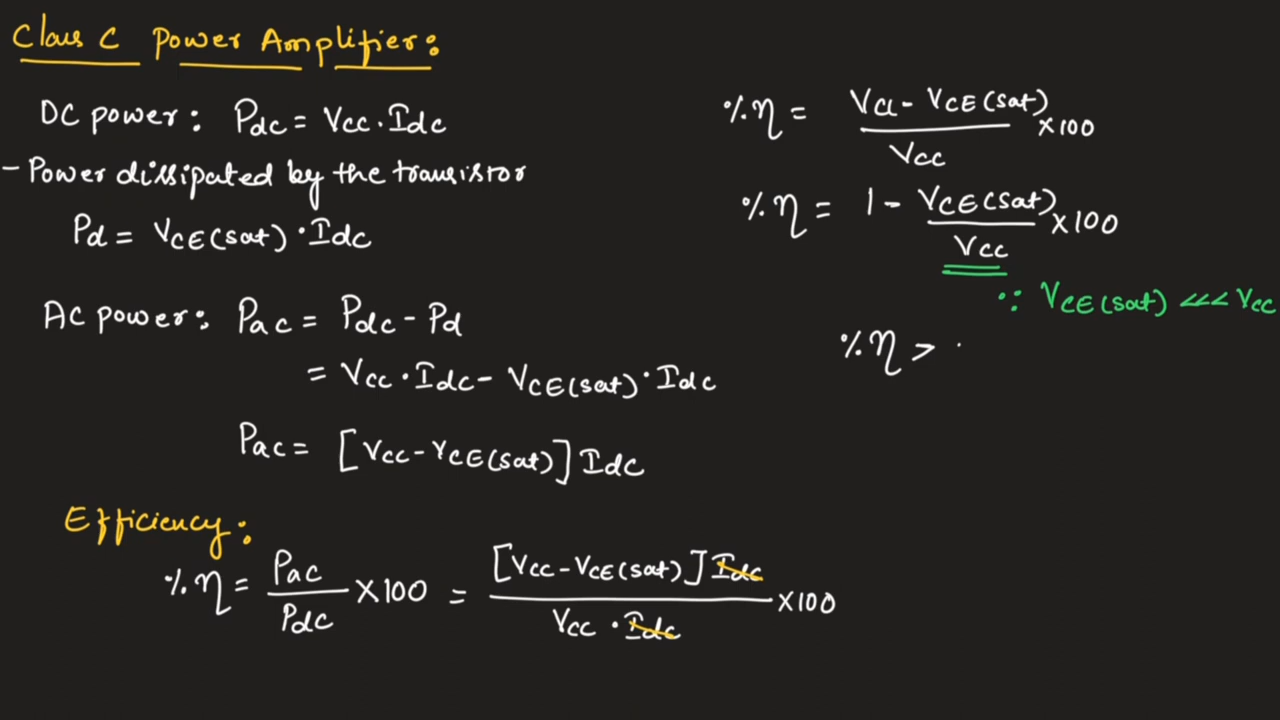 Class C Power Amplifier:
DC power: Pdc = Vcc . Idc
- Power dissipated by the transistor
Pd = VCE(sat) . Idc
Ac power: Pac = Pdc - Pd
= Vcc . Idc - VCE(sat) . Idc
Pac = [Vcc - VCE(sat)] Idc
Efficiency:
% η = Pac / Pdc X 100 = [Vcc - VCE(sat)] Idc / Vcc . Idc X 100
% η = Vcc - VCE(sat) / Vcc X 100
% η = 1 - VCE(sat) / Vcc X 100
∵ VCE(sat) <<< Vcc
% η > .